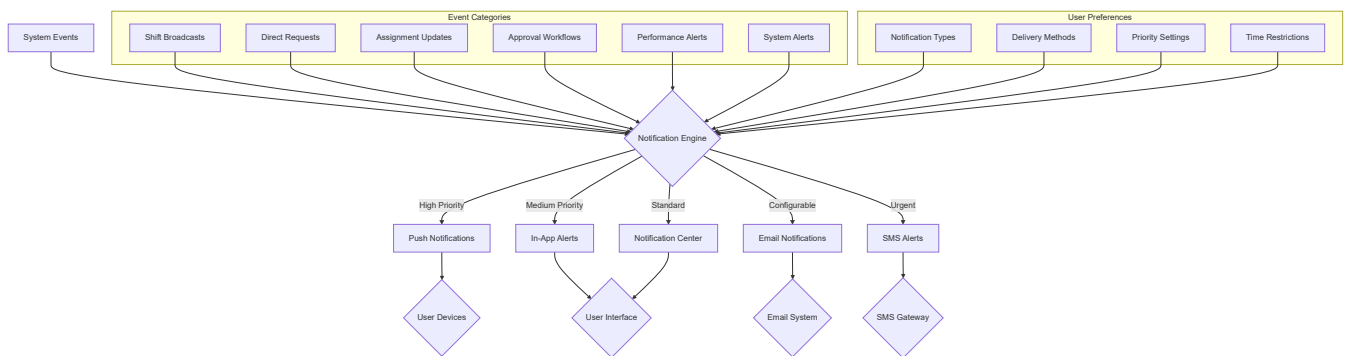 Event Categories
User Preferences
System Events
Shift Broadcasts
Direct Requests
Assignment Updates
Approval Workflows
Performance Alerts
System Alerts
Notification Types
Delivery Methods
Priority Settings
Time Restrictions
Notification Engine
High Priority
Medium Priority
Standard
Configurable
Urgent
Push Notifications
In-App Alerts
Notification Center
Email Notifications
SMS Alerts
User Devices
User Interface
Email System
SMS Gateway